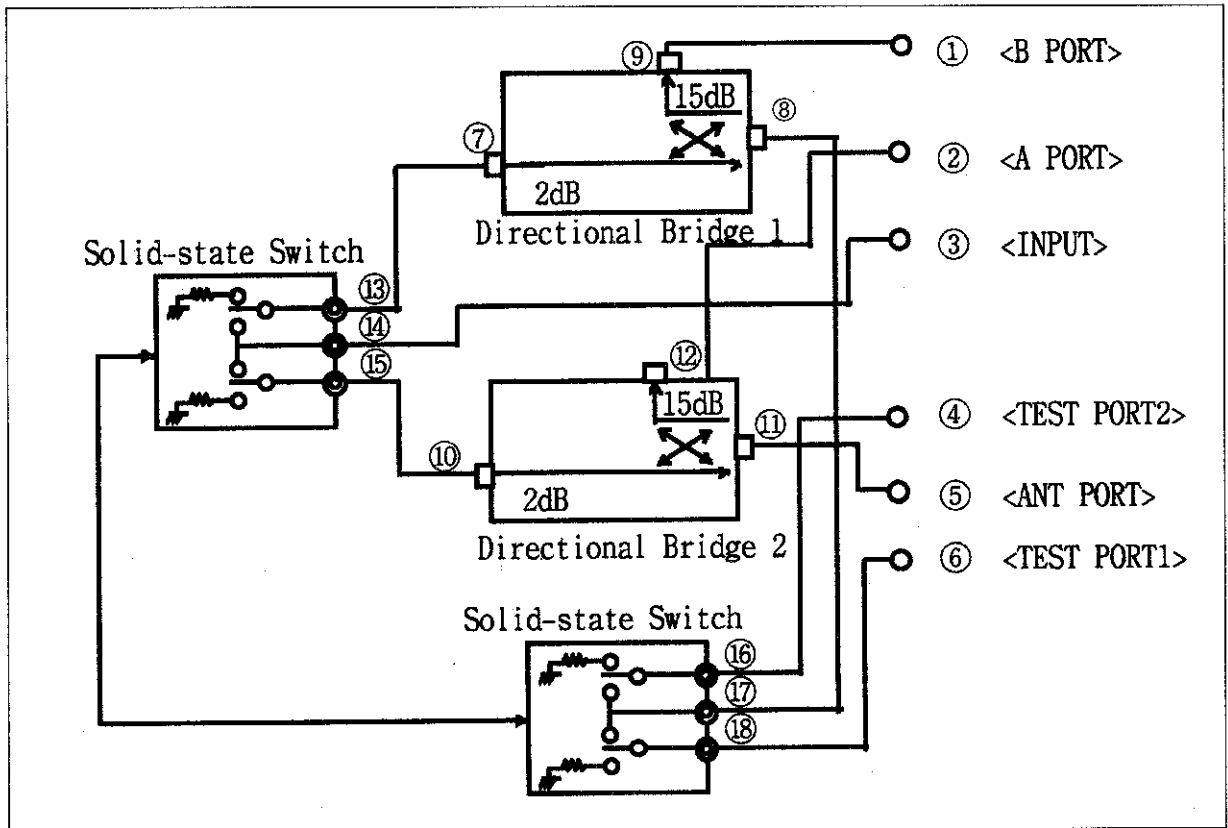 ⑨
① <B PORT>
15dB
⑧
⑦
② <A PORT>
2dB
Directional Bridge 1
③ <INPUT>
Solid-state Switch
⑬
⑭
⑮
⑫
15dB
⑪
④ <TEST PORT2>
⑩
2dB
⑤ <ANT PORT>
Directional Bridge 2
⑥ <TEST PORT1>
Solid-state Switch
⑯
⑰
⑱